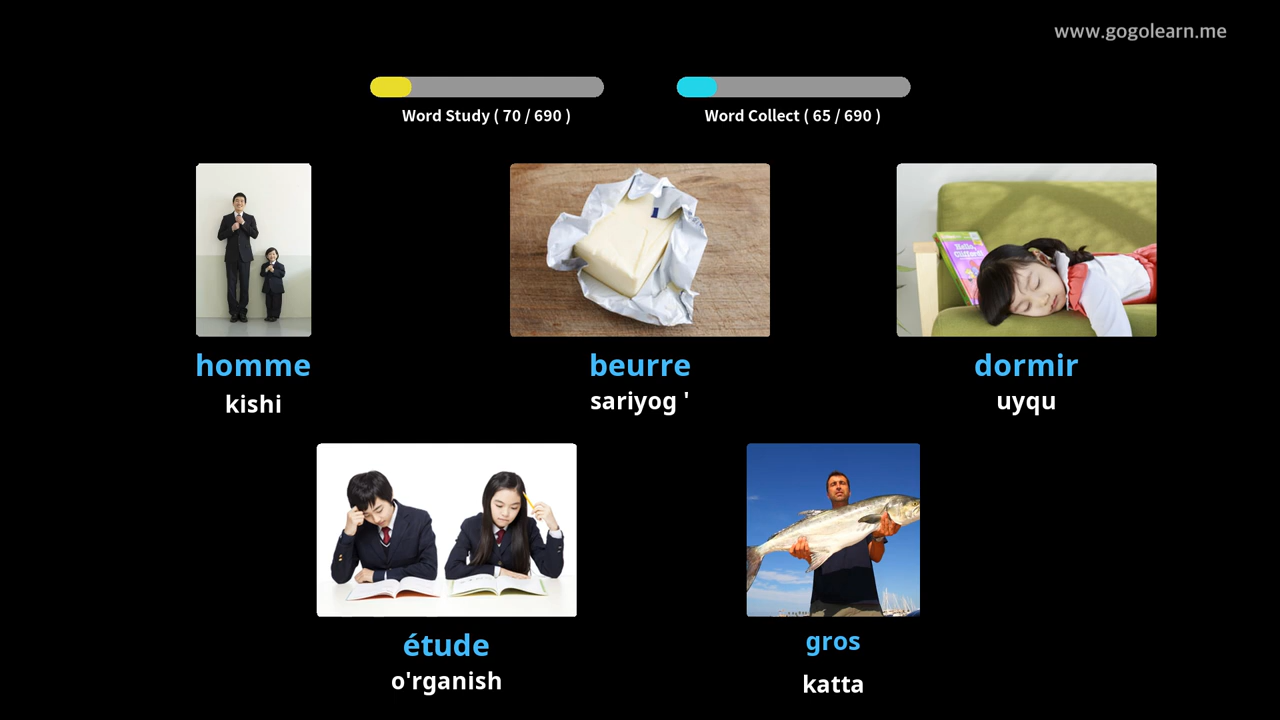 www.gogolearn.me
Word Study ( 70 / 690 )
Word Collect ( 65 / 690 )
homme
kishi
beurre
sariyog '
dormir
uyqu
étude
o'rganish
gros
katta